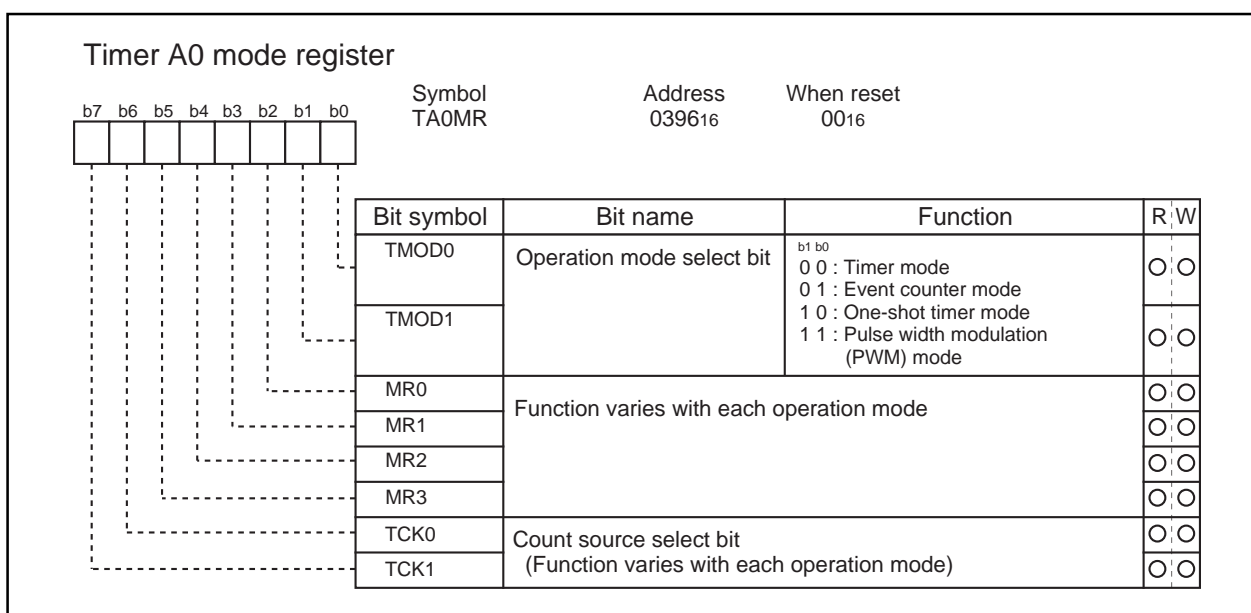 Timer A0 mode register
Symbol Address When reset
TA0MR 039616 0016
b7 b6 b5 b4 b3 b2 b1 b0
Bit symbol Bit name Function R W
TMOD0 Operation mode select bit b1 b0
0 0 : Timer mode
0 1 : Event counter mode
TMOD1 1 0 : One-shot timer mode
1 1 : Pulse width modulation
(PWM) mode
MR0 Function varies with each operation mode
MR1
MR2
MR3
TCK0 Count source select bit
TCK1 (Function varies with each operation mode)